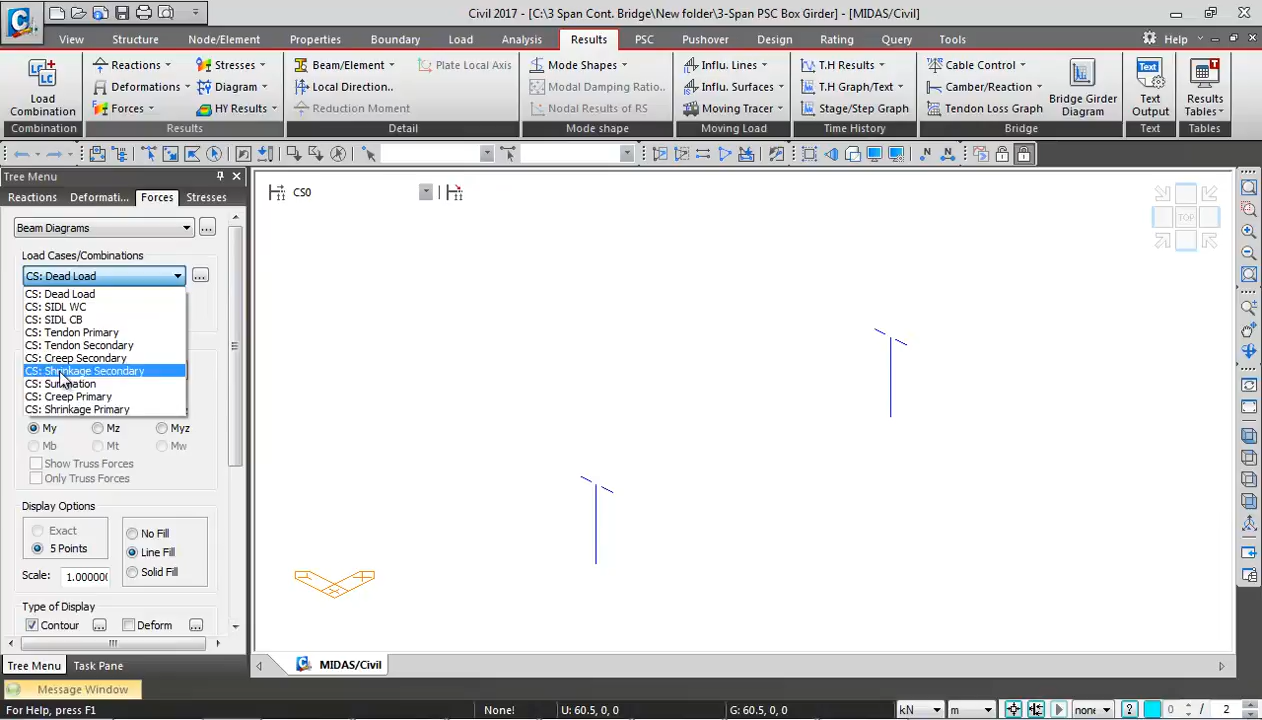 Civil 2017 - [C:\3 Span Cont. Bridge\New folder\3-Span PSC Box Girder] - [MIDAS/Civil]
View Structure Node/Element Properties Boundary Load Analysis Results PSC Pushover Design Rating Query Tools Help
Load Combination
Reactions
Deformations
Forces
Stresses
Diagram
HY Results
Beam/Element
Local Direction..
Reduction Moment
Plate Local Axis
Mode Shapes
Modal Damping Ratio..
Nodal Results of RS
Influ. Lines
Influ. Surfaces
Moving Tracer
T.H Results
T.H Graph/Text
Stage/Step Graph
Cable Control
Camber/Reaction
Tendon Loss Graph
Bridge Girder Diagram
Text Output
Results Tables
Combination Results Detail Mode shape Moving Load Time History Bridge Text Tables
Tree Menu
Reactions Deformati... Forces Stresses
CS0
TOP
Beam Diagrams
...
Load Cases/Combinations
CS: Dead Load
...
CS: Dead Load
CS: SIDL WC
CS: SIDL CB
CS: Tendon Primary
CS: Tendon Secondary
CS: Creep Secondary
CS: Shrinkage Secondary
CS: Summation
CS: Creep Primary
CS: Shrinkage Primary
My Mz Myz
Mb Mt Mw
Show Truss Forces
Only Truss Forces
Display Options
Exact
5 Points
No Fill
Line Fill
Solid Fill
Scale: 1.00000
Type of Display
Contour ... Deform ...
Tree Menu Task Pane
MIDAS/Civil
Message Window
For Help, press F1 None! U: 60.5, 0, 0 G: 60.5, 0, 0 kN m none ? 0 / 2